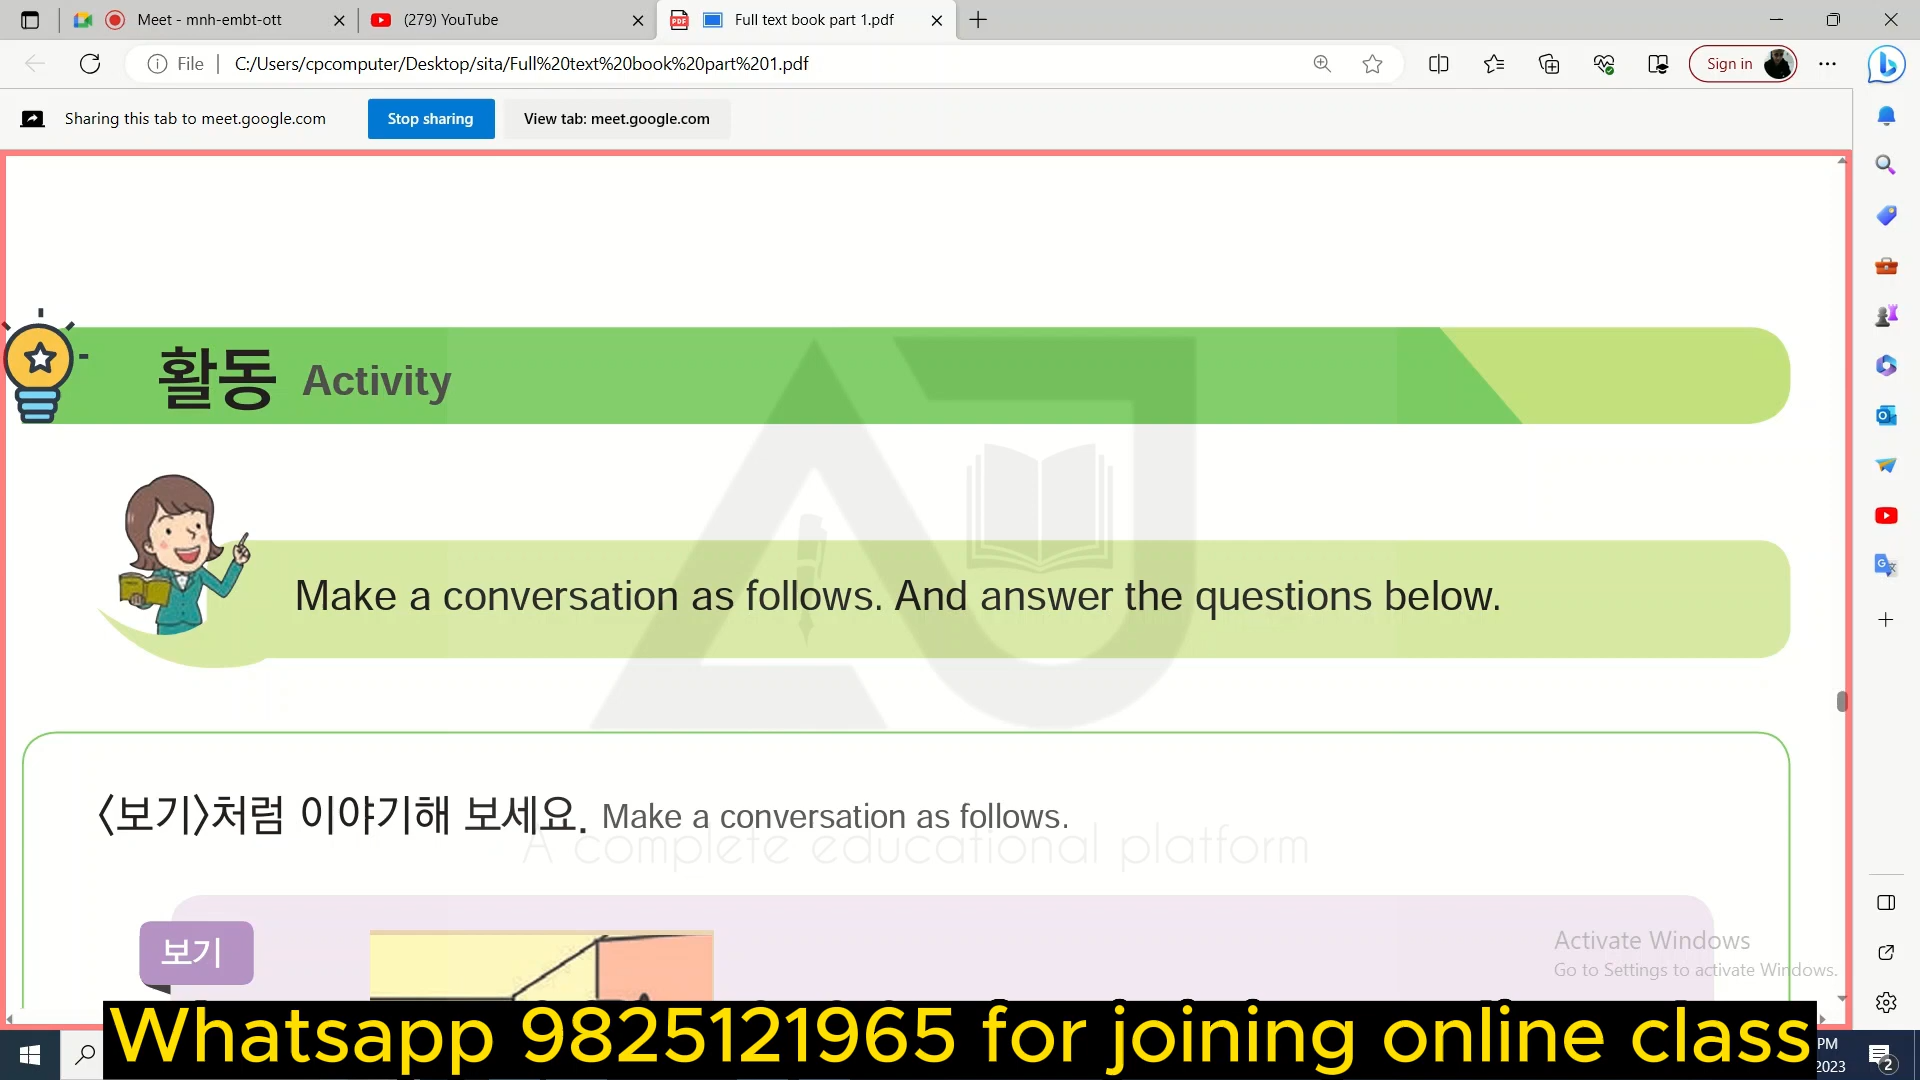 Meet - mnh-embt-ott
(279) YouTube
Full text book part 1.pdf
File
C:/Users/cpcomputer/Desktop/sita/Full%20text%20book%20part%201.pdf
Sign in
Sharing this tab to meet.google.com
Stop sharing
View tab: meet.google.com
활동 Activity
Make a conversation as follows. And answer the questions below.
〈보기〉처럼 이야기해 보세요. Make a conversation as follows.
A complete educational platform
보기
Activate Windows
Go to Settings to activate Windows.
Whatsapp 9825121965 for joining online class
PM
2023
2